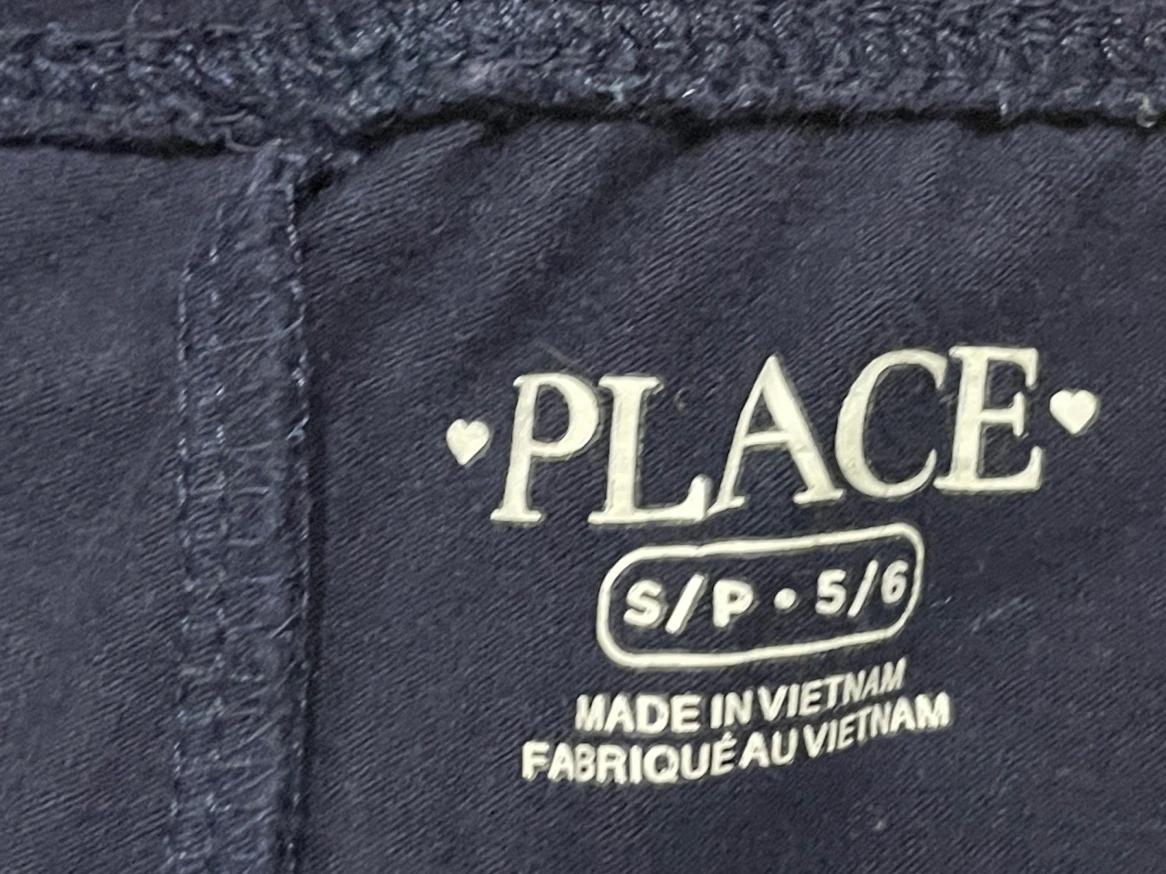 ♥PLACE♥
S/P • 5/6
MADE IN VIETNAM
FABRIQUÉ AU VIETNAM